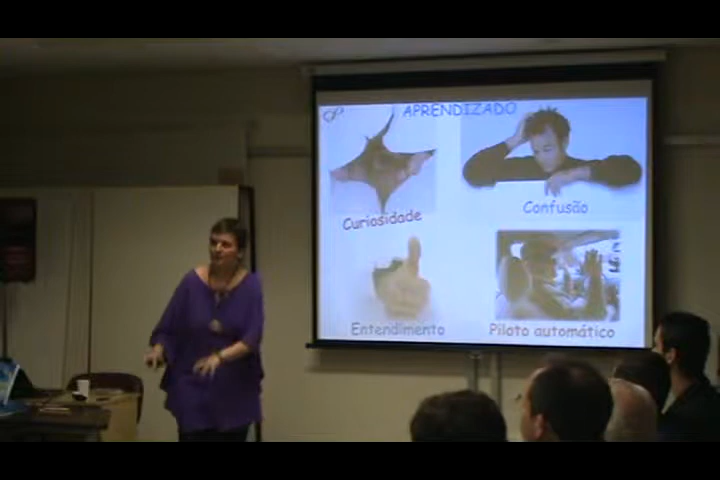 APRENDIZADO
Curiosidade
Confusão
Entendimento
Piloto automático